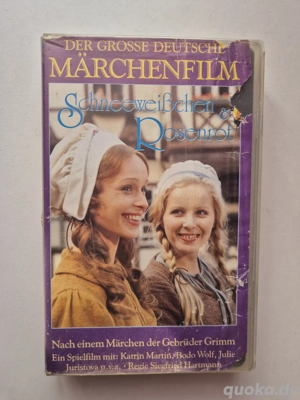 DER GROSSE DEUTSCHE
MÄRCHENFILM
Schneeweißchen &
Rosenrot
Nach einem Märchen der Gebrüder Grimm
Ein Spielfilm mit: Katrin Martin, Bodo Wolf, Julie
Juristova u.v.a. · Regie Siegfried Hartmann
quoka.de